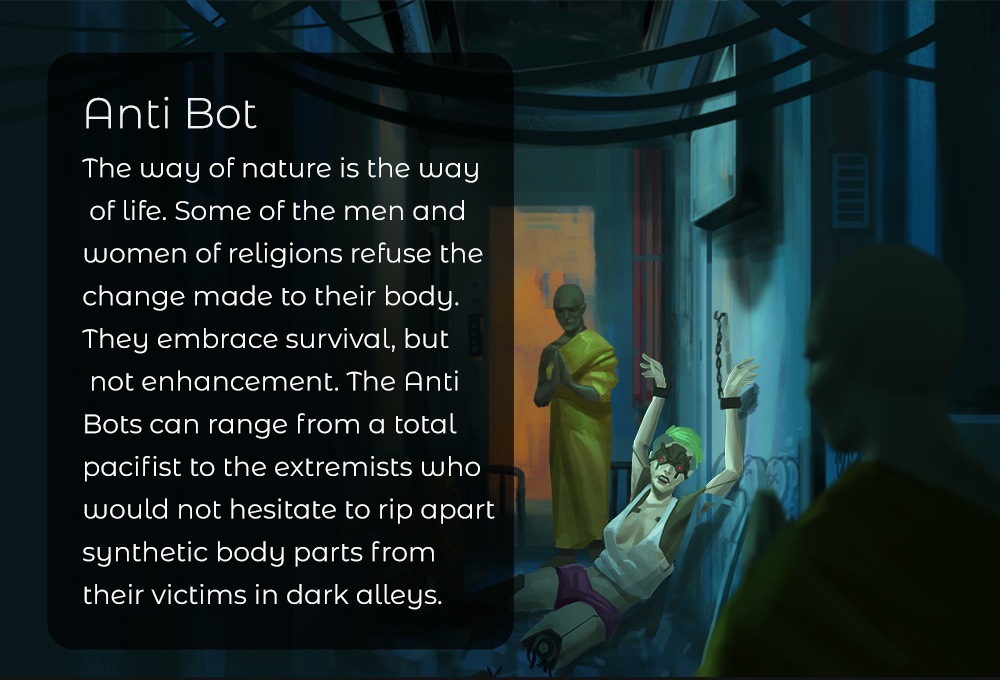 Anti Bot
The way of nature is the way
of life. Some of the men and
women of religions refuse the
change made to their body.
They embrace survival, but
not enhancement. The Anti
Bots can range from a total
pacifist to the extremists who
would not hesitate to rip apart
synthetic body parts from
their victims in dark alleys.